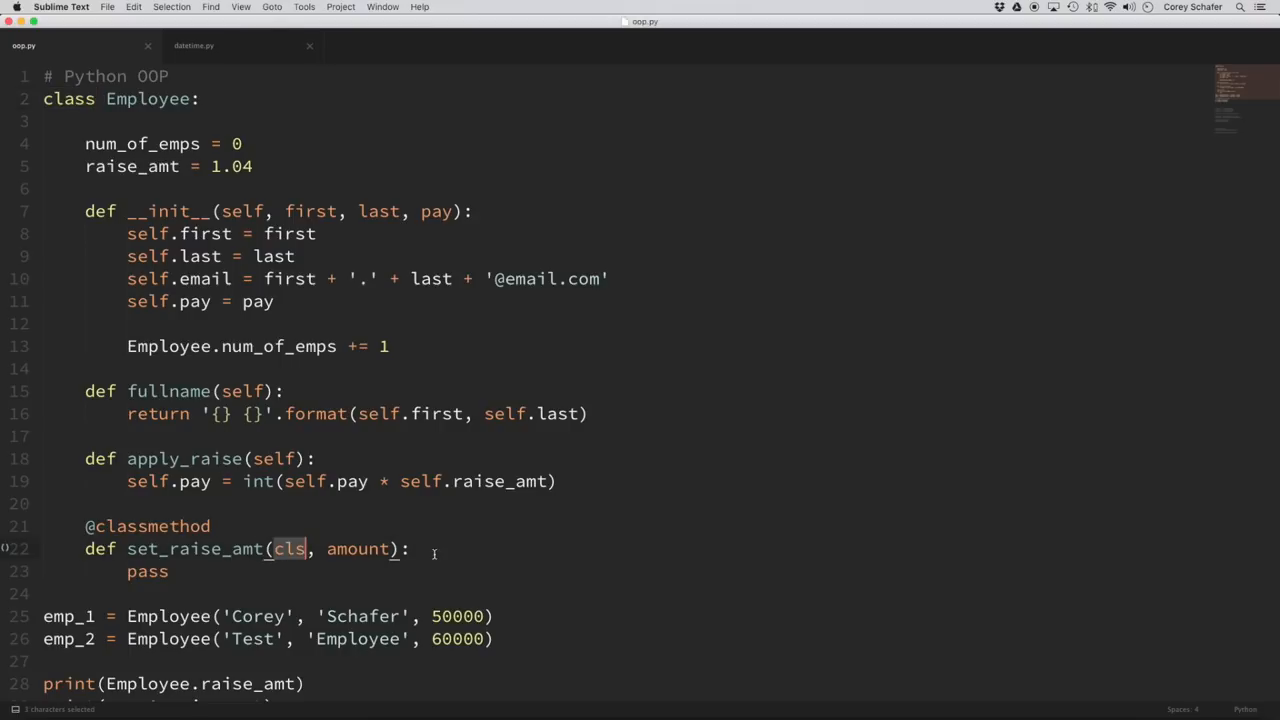 Sublime Text File Edit Selection Find View Goto Tools Project Window Help Corey Schafer
oop.py
oop.py datetime.py
1 # Python OOP
2 class Employee:
3
4 num_of_emps = 0
5 raise_amt = 1.04
6
7 def __init__(self, first, last, pay):
8 self.first = first
9 self.last = last
10 self.email = first + '.' + last + '@email.com'
11 self.pay = pay
12
13 Employee.num_of_emps += 1
14
15 def fullname(self):
16 return '{} {}'.format(self.first, self.last)
17
18 def apply_raise(self):
19 self.pay = int(self.pay * self.raise_amt)
20
21 @classmethod
22 def set_raise_amt(cls, amount):
23 pass
24
25 emp_1 = Employee('Corey', 'Schafer', 50000)
26 emp_2 = Employee('Test', 'Employee', 60000)
27
28 print(Employee.raise_amt)
3 characters selected Spaces: 4 Python